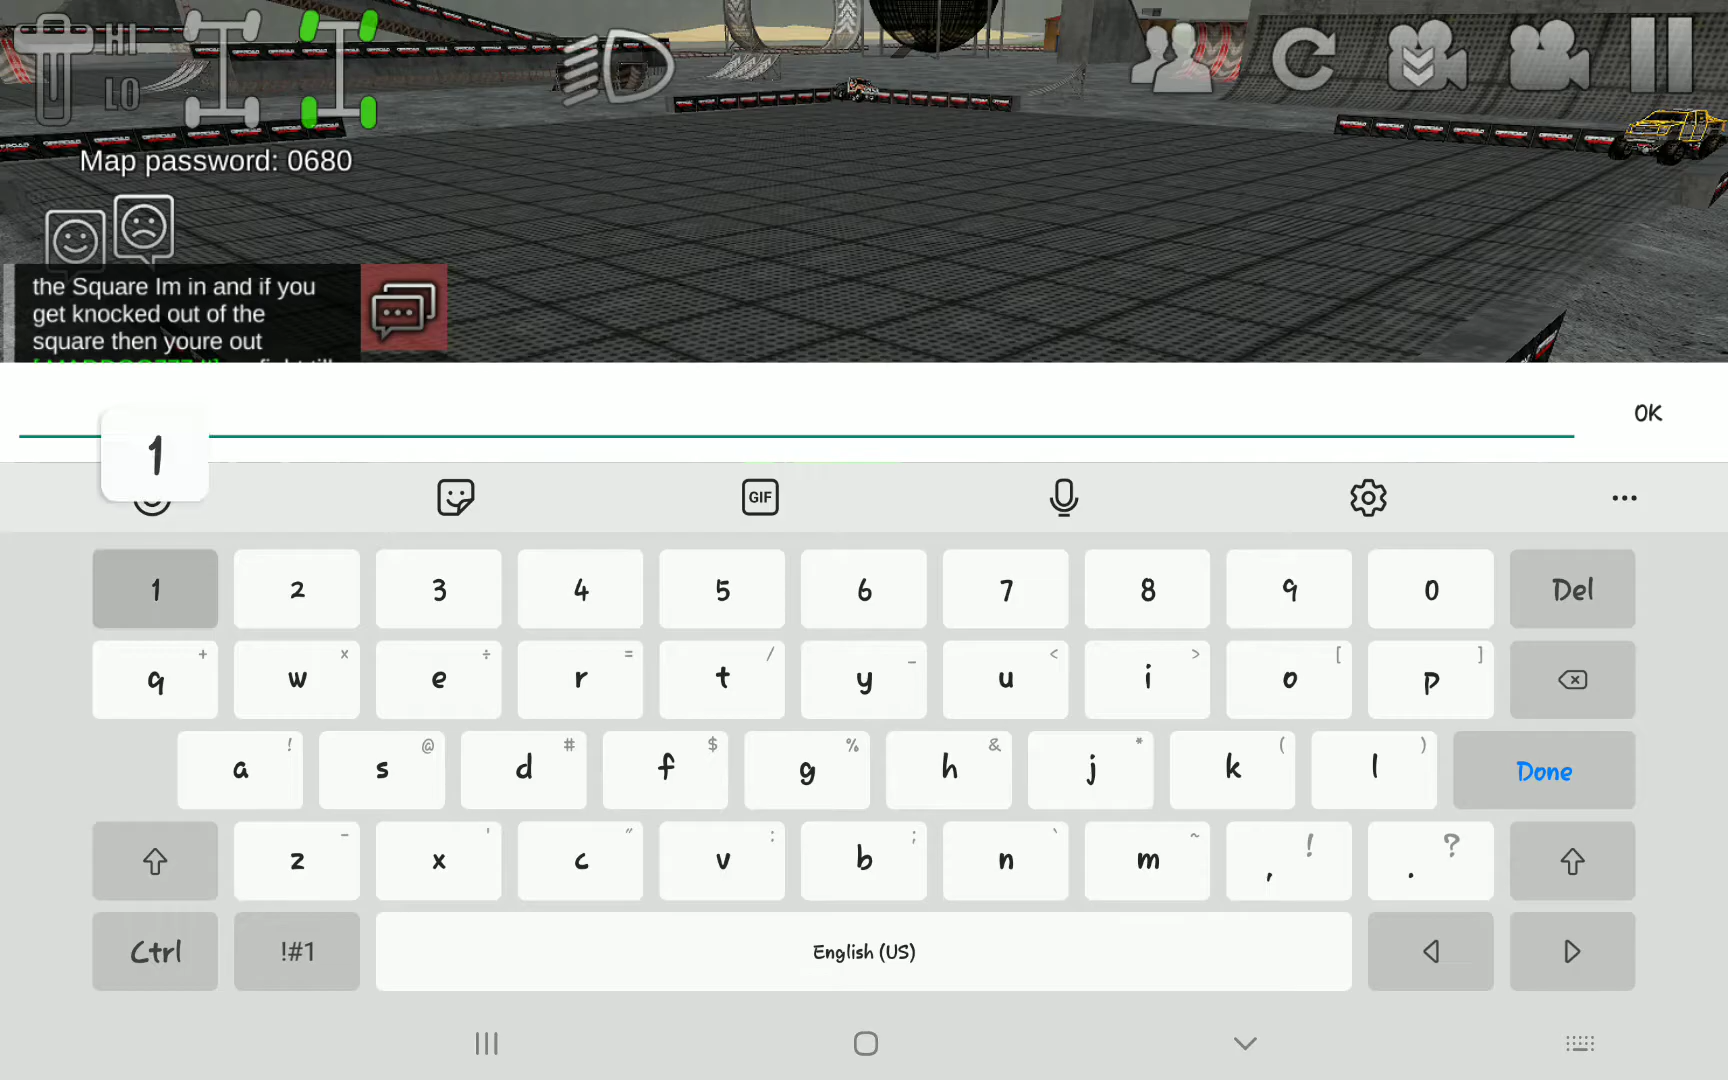 HI
LO
Map password: 0680
the Square Im in and if you
get knocked out of the
square then youre out
OK
1
GIF
1 2 3 4 5 6 7 8 9 0 Del
+ × ÷ = / _ < > [ ]
q w e r t y u i o p
! @ # $ % & * ( )
a s d f g h j k l Done
- ' " : ; ` ~ ! ?
z x c v b n m , .
Ctrl !#1 English (US)